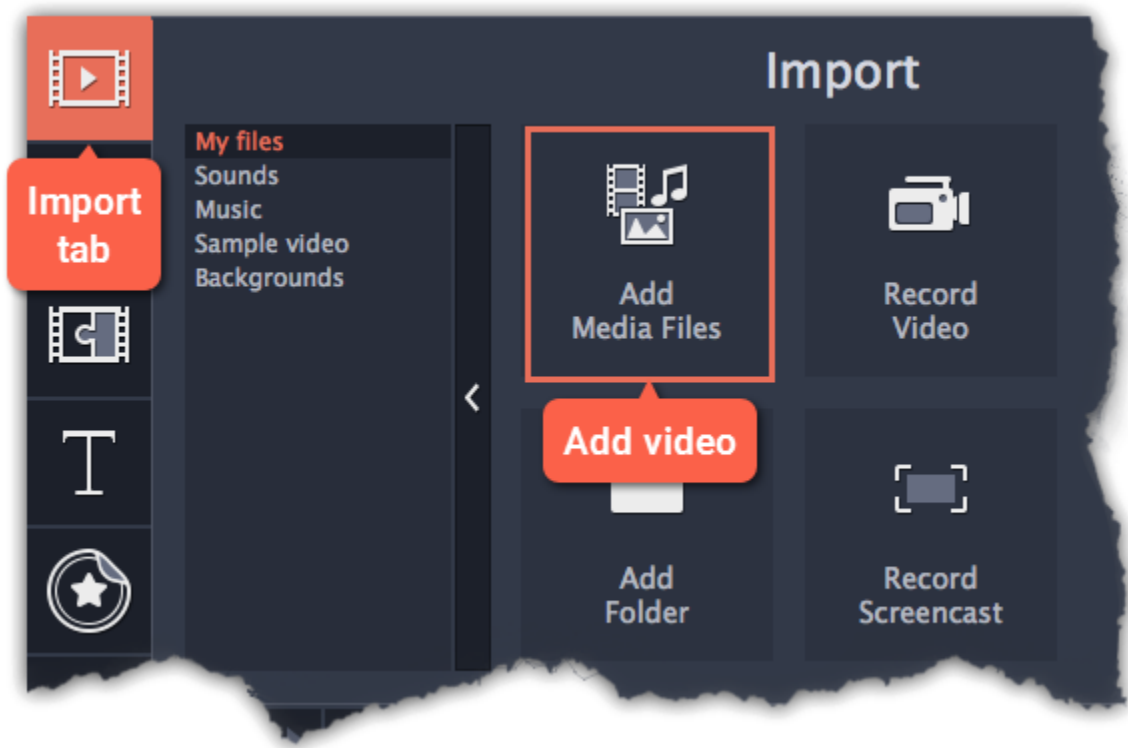 Import
Import
tab
My files
Sounds
Music
Sample video
Backgrounds
Add
Media Files
Record
Video
Add video
T
Add
Folder
Record
Screencast